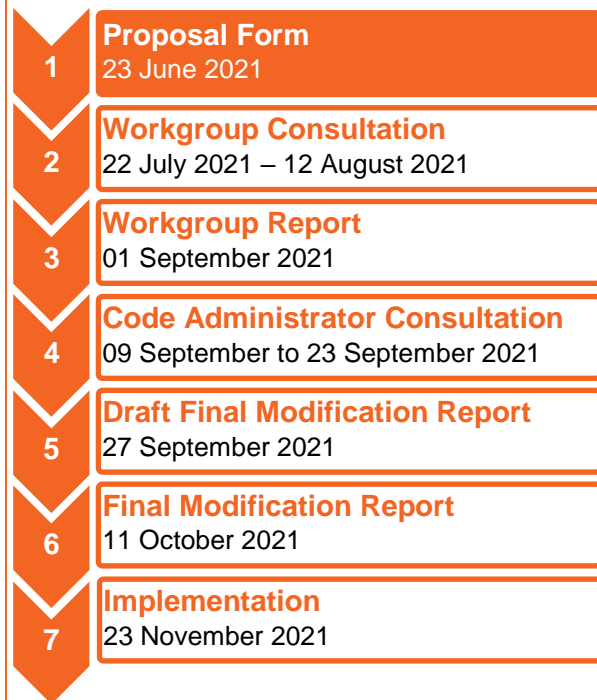 1
Proposal Form
23 June 2021
2
Workgroup Consultation
22 July 2021 – 12 August 2021
3
Workgroup Report
01 September 2021
4
Code Administrator Consultation
09 September to 23 September 2021
5
Draft Final Modification Report
27 September 2021
6
Final Modification Report
11 October 2021
7
Implementation
23 November 2021